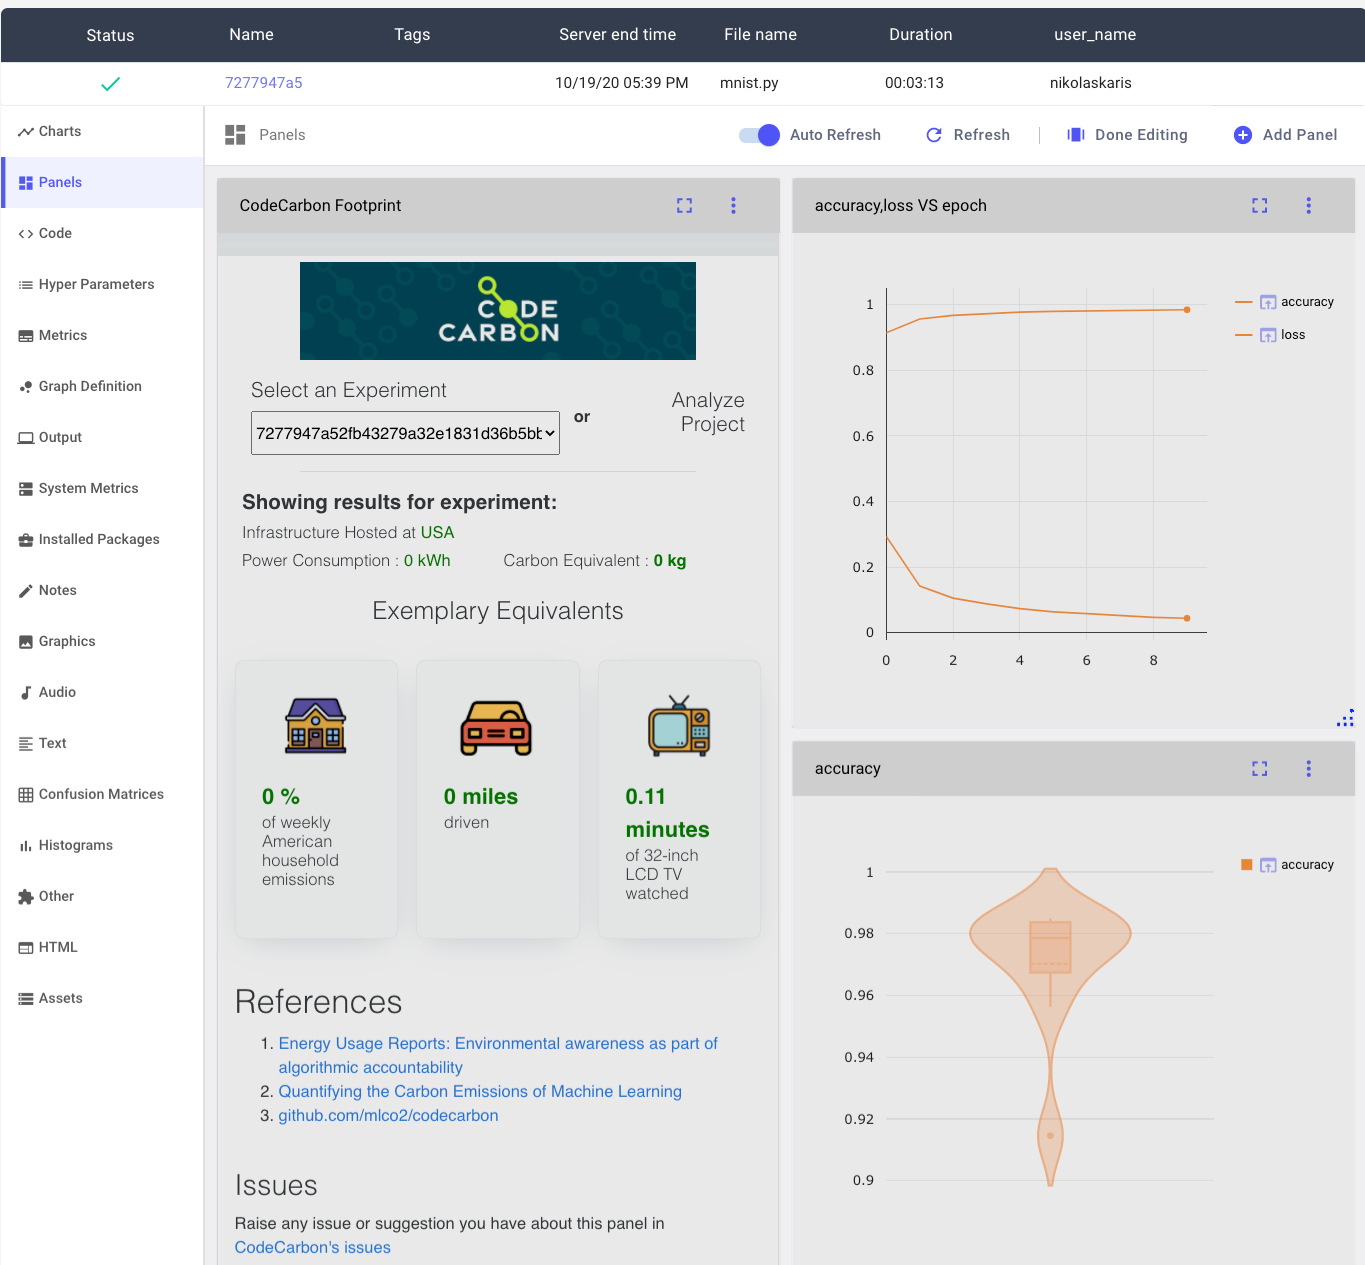 Status Name Tags Server end time File name Duration user_name
7277947a5 10/19/20 05:39 PM mnist.py 00:03:13 nikolaskaris
Charts
Panels
Code
Hyper Parameters
Metrics
Graph Definition
Output
System Metrics
Installed Packages
Notes
Graphics
Audio
Text
Confusion Matrices
Histograms
Other
HTML
Assets
Panels Auto Refresh Refresh Done Editing Add Panel
CodeCarbon Footprint
CODE
CARBON
Select an Experiment
7277947a52fb43279a32e1831d36b5bb
or
Analyze
Project
Showing results for experiment:
Infrastructure Hosted at USA
Power Consumption : 0 kWh Carbon Equivalent : 0 kg
Exemplary Equivalents
0 %
of weekly
American
household
emissions
0 miles
driven
0.11
minutes
of 32-inch
LCD TV
watched
References
1. Energy Usage Reports: Environmental awareness as part of
algorithmic accountability
2. Quantifying the Carbon Emissions of Machine Learning
3. github.com/mlco2/codecarbon
Issues
Raise any issue or suggestion you have about this panel in
CodeCarbon's issues
accuracy,loss VS epoch
1
0.8
0.6
0.4
0.2
0
0 2 4 6 8
accuracy
loss
accuracy
1
0.98
0.96
0.94
0.92
0.9
accuracy